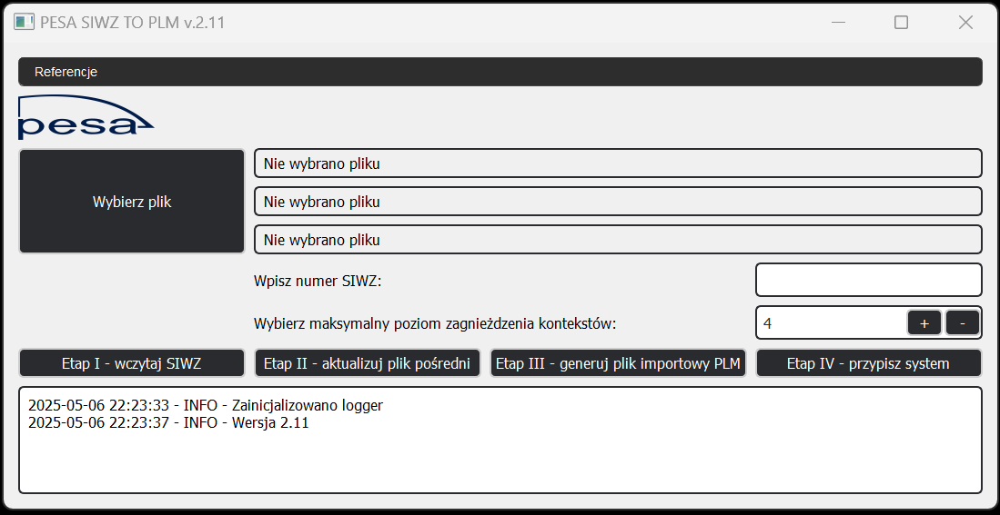 PESA SIWZ TO PLM v.2.11
Referencje
pesa
Wybierz plik
Nie wybrano pliku
Nie wybrano pliku
Nie wybrano pliku
Wpisz numer SIWZ:
Wybierz maksymalny poziom zagnieżdzenia kontekstów:
4 + -
Etap I - wczytaj SIWZ
Etap II - aktualizuj plik pośredni
Etap III - generuj plik importowy PLM
Etap IV - przypisz system
2025-05-06 22:23:33 - INFO - Zainicjalizowano logger
2025-05-06 22:23:37 - INFO - Wersja 2.11